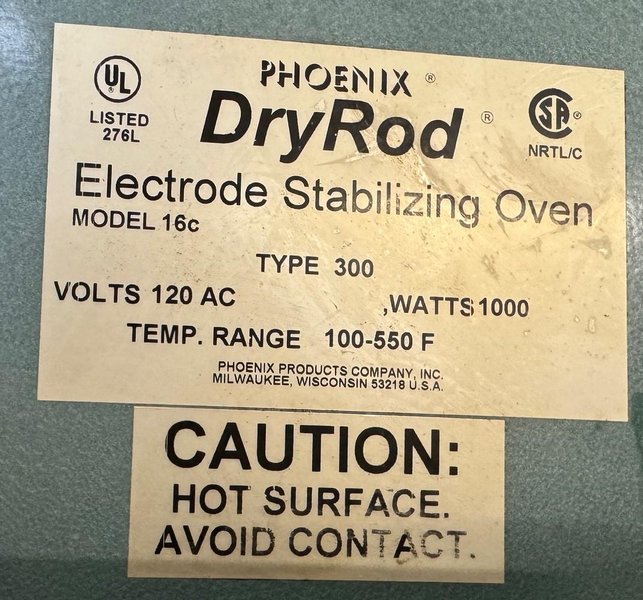 UL
LISTED
276L
PHOENIX ®
DryRod ®
SA ®
NRTL/C
Electrode Stabilizing Oven
MODEL 16c
TYPE 300
VOLTS 120 AC ,WATTS 1000
TEMP. RANGE 100-550 F
PHOENIX PRODUCTS COMPANY, INC.
MILWAUKEE, WISCONSIN 53218 U.S.A.
CAUTION:
HOT SURFACE.
AVOID CONTACT.